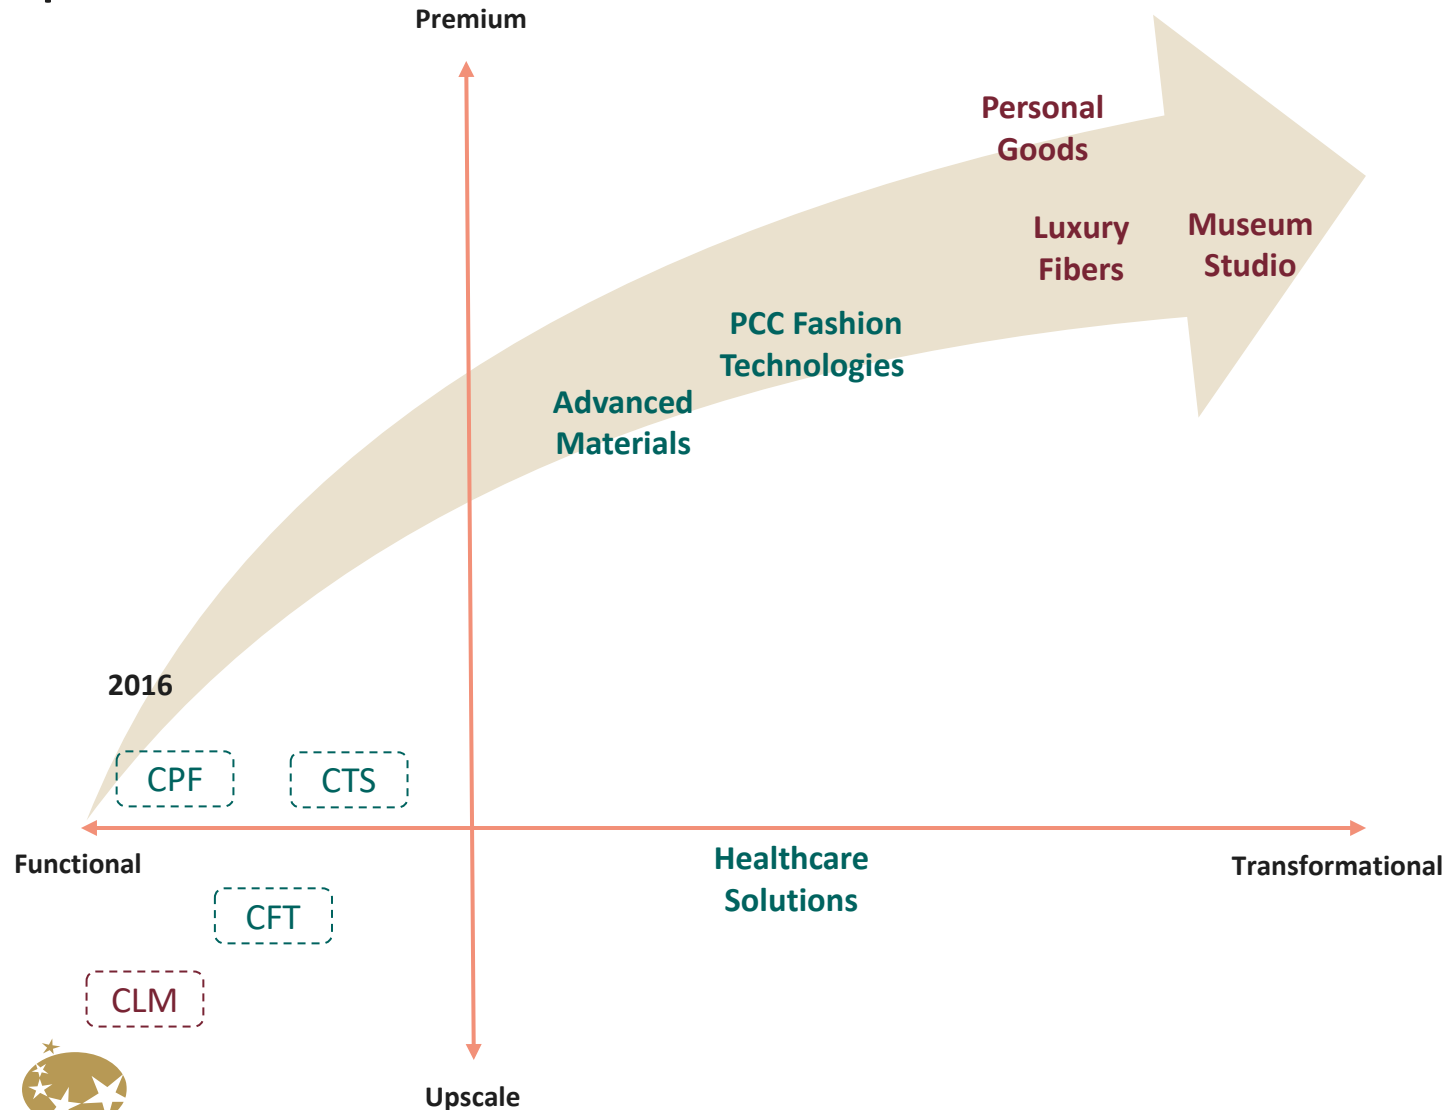 Premium
Personal
Goods
Luxury
Fibers
Museum
Studio
PCC Fashion
Technologies
Advanced
Materials
2016
CPF
CTS
Functional
Healthcare
Solutions
Transformational
CFT
CLM
Upscale